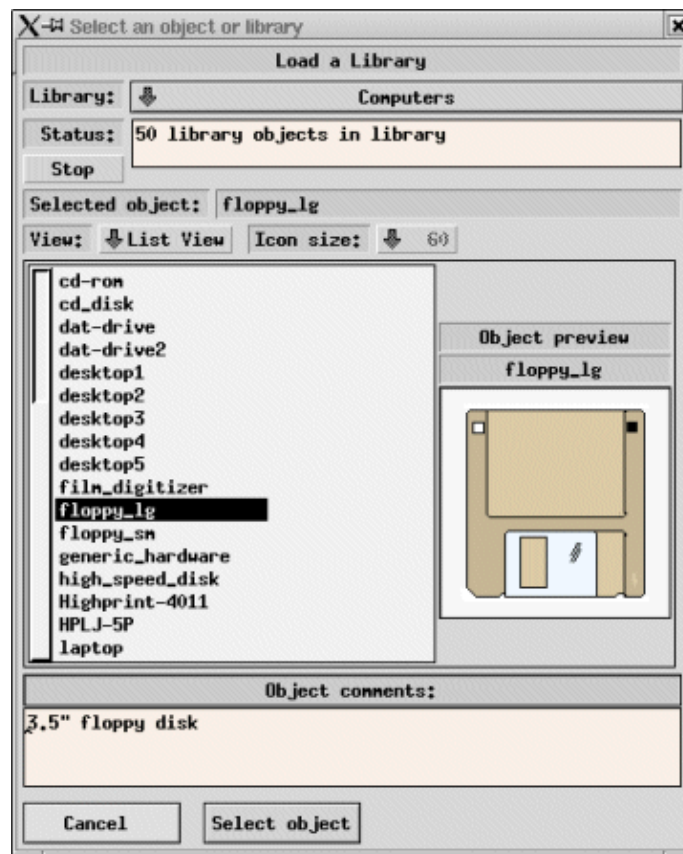 Select an object or library
Load a Library
Library: Computers
Status: 50 library objects in library
Stop
Selected object: floppy_lg
View: List View Icon size: 60
cd-rom
cd_disk
dat-drive
dat-drive2
desktop1
desktop2
desktop3
desktop4
desktop5
film_digitizer
floppy_lg
floppy_sm
generic_hardware
high_speed_disk
Highprint-4011
HPLJ-5P
laptop
Object preview
floppy_lg
Object comments:
3.5" floppy disk
Cancel Select object